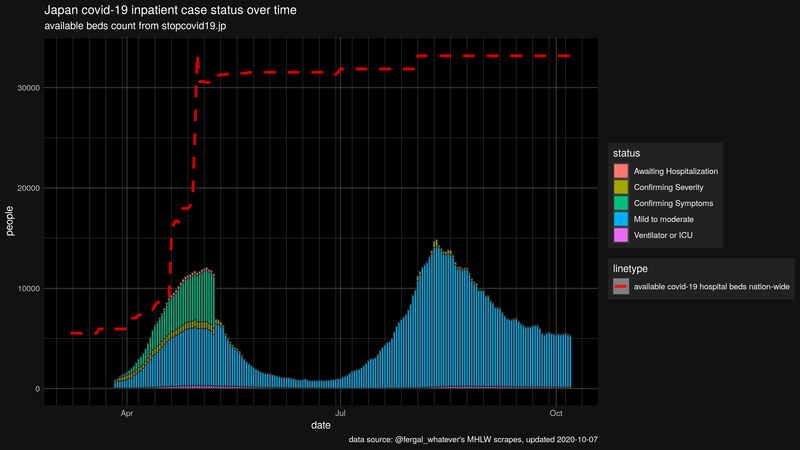 Japan covid-19 inpatient case status over time
available beds count from stopcovid19.jp
people
30000
20000
10000
0
Apr
Jul
Oct
date
status
Awaiting Hospitalization
Confirming Severity
Confirming Symptoms
Mild to moderate
Ventilator or ICU
linetype
available covid-19 hospital beds nation-wide
data source: @fergal_whatever's MHLW scrapes, updated 2020-10-07